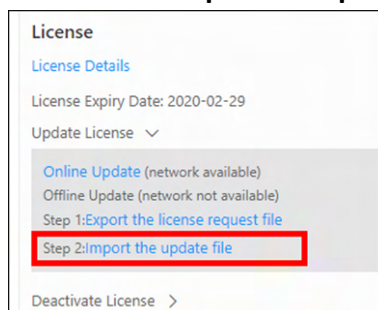 License
License Details
License Expiry Date: 2020-02-29
Update License
Online Update (network available)
Offline Update (network not available)
Step 1:Export the license request file
Step 2:Import the update file
Deactivate License